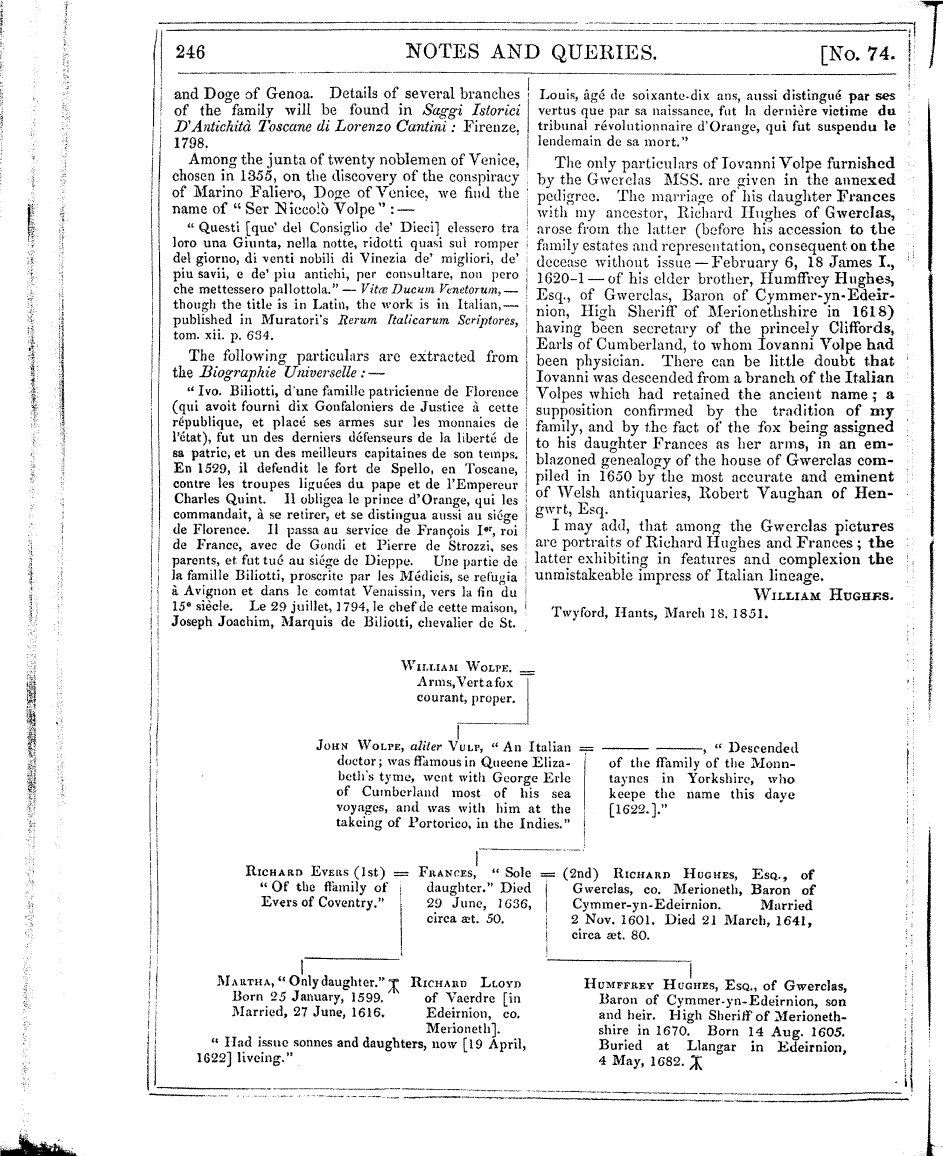 246 NOTES AND QUERIES. [No. 74.
and Doge of Genoa. Details of several branches
of the family will be found in Saggi Istorici
D'Antichità Toscane di Lorenzo Cantini : Firenze,
1798.
Among the junta of twenty noblemen of Venice,
chosen in 1355, on the discovery of the conspiracy
of Marino Faliero, Doge of Venice, we find the
name of " Ser Niccolò Volpe " : —
" Questi [que' del Consiglio de' Dieci] elessero tra
loro una Giunta, nella notte, ridotti quasi sul romper
del giorno, di venti nobili di Vinezia de' migliori, de'
piu savii, e de' piu antichi, per consultare, non pero
che mettessero pallottola." — Vitæ Ducum Venetorum, —
though the title is in Latin, the work is in Italian, —
published in Muratori's Rerum Italicarum Scriptores,
tom. xii. p. 634.
The following particulars are extracted from
the Biographie Universelle : —
" Ivo. Biliotti, d'une famille patricienne de Florence
(qui avoit fourni dix Gonfaloniers de Justice à cette
république, et placé ses armes sur les monnaies de
l'état), fut un des derniers défenseurs de la liberté de
sa patrie, et un des meilleurs capitaines de son temps.
En 1529, il defendit le fort de Spello, en Toscane,
contre les troupes liguées du pape et de l'Empereur
Charles Quint. Il obligea le prince d'Orange, qui les
commandait, à se retirer, et se distingua aussi au siége
de Florence. Il passa au service de François Ier, roi
de France, avec de Gondi et Pierre de Strozzi, ses
parents, et fut tué au siége de Dieppe. Une partie de
la famille Biliotti, proscrite par les Médicis, se refugia
à Avignon et dans le comtat Venaissin, vers la fin du
15e siècle. Le 29 juillet, 1794, le chef de cette maison,
Joseph Joachim, Marquis de Biliotti, chevalier de St.
Louis, âgé de soixante-dix ans, aussi distingué par ses
vertus que par sa naissance, fut la dernière victime du
tribunal révolutionnaire d'Orange, qui fut suspendu le
lendemain de sa mort."
The only particulars of Iovanni Volpe furnished
by the Gwerclas MSS. are given in the annexed
pedigree. The marriage of his daughter Frances
with my ancestor, Richard Hughes of Gwerclas,
arose from the latter (before his accession to the
family estates and representation, consequent on the
decease without issue — February 6, 18 James I.,
1620-1 — of his elder brother, Humffrey Hughes,
Esq., of Gwerclas, Baron of Cymmer-yn-Edeir-
nion, High Sheriff of Merionethshire in 1618)
having been secretary of the princely Cliffords,
Earls of Cumberland, to whom Iovanni Volpe had
been physician. There can be little doubt that
Iovanni was descended from a branch of the Italian
Volpes which had retained the ancient name ; a
supposition confirmed by the tradition of my
family, and by the fact of the fox being assigned
to his daughter Frances as her arms, in an em-
blazoned genealogy of the house of Gwerclas com-
piled in 1650 by the most accurate and eminent
of Welsh antiquaries, Robert Vaughan of Hen-
gwrt, Esq.
I may add, that among the Gwerclas pictures
are portraits of Richard Hughes and Frances ; the
latter exhibiting in features and complexion the
unmistakeable impress of Italian lineage.
WILLIAM HUGHES.
Twyford, Hants, March 18. 1851.
WILLIAM WOLPE. =
Arms, Vert a fox
courant, proper.
JOHN WOLPE, aliter VULP, " An Italian
doctor ; was ffamous in Queene Eliza-
beth's tyme, went with George Erle
of Cumberland most of his sea
voyages, and was with him at the
takeing of Portorico, in the Indies."
= —— ——, " Descended
of the ffamily of the Monn-
taynes in Yorkshire, who
keepe the name this daye
[1622.]."
RICHARD EVERS (1st) =
" Of the ffamily of
Evers of Coventry."
FRANCES, " Sole =
daughter." Died
29 June, 1636,
circa æt. 50.
(2nd) RICHARD HUGHES, ESQ., of
Gwerclas, co. Merioneth, Baron of
Cymmer-yn-Edeirnion. Married
2 Nov. 1601. Died 21 March, 1641,
circa æt. 80.
MARTHA, " Only daughter."
Born 25 January, 1599.
Married, 27 June, 1616.
RICHARD LLOYD
of Vaerdre [in
Edeirnion, co.
Merioneth].
" Had issue sonnes and daughters, now [19 April,
1622] liveing."
HUMFFREY HUGHES, ESQ., of Gwerclas,
Baron of Cymmer-yn-Edeirnion, son
and heir. High Sheriff of Merioneth-
shire in 1670. Born 14 Aug. 1605.
Buried at Llangar in Edeirnion,
4 May, 1682.